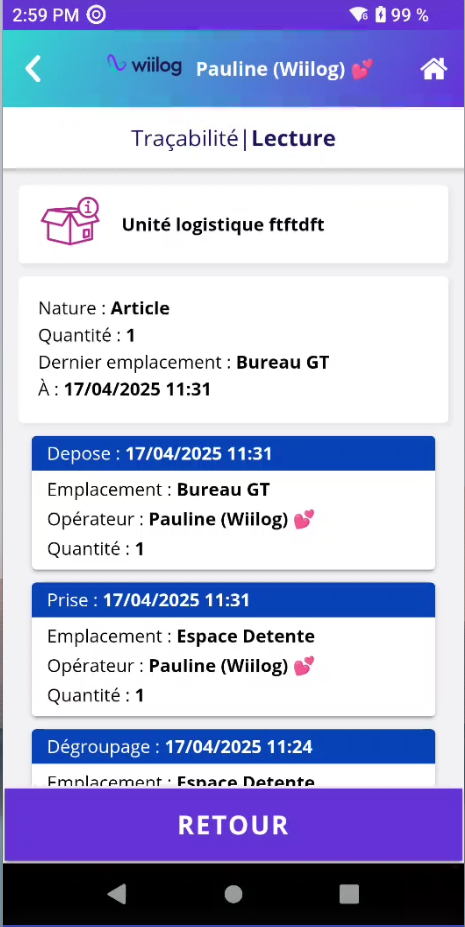 2:59 PM 99 %
wiilog Pauline (Wiilog) 💕
Traçabilité|Lecture
Unité logistique ftftdft
Nature : Article
Quantité : 1
Dernier emplacement : Bureau GT
À : 17/04/2025 11:31
Depose : 17/04/2025 11:31
Emplacement : Bureau GT
Opérateur : Pauline (Wiilog) 💕
Quantité : 1
Prise : 17/04/2025 11:31
Emplacement : Espace Detente
Opérateur : Pauline (Wiilog) 💕
Quantité : 1
Dégroupage : 17/04/2025 11:24
Emplacement : Espace Detente
RETOUR